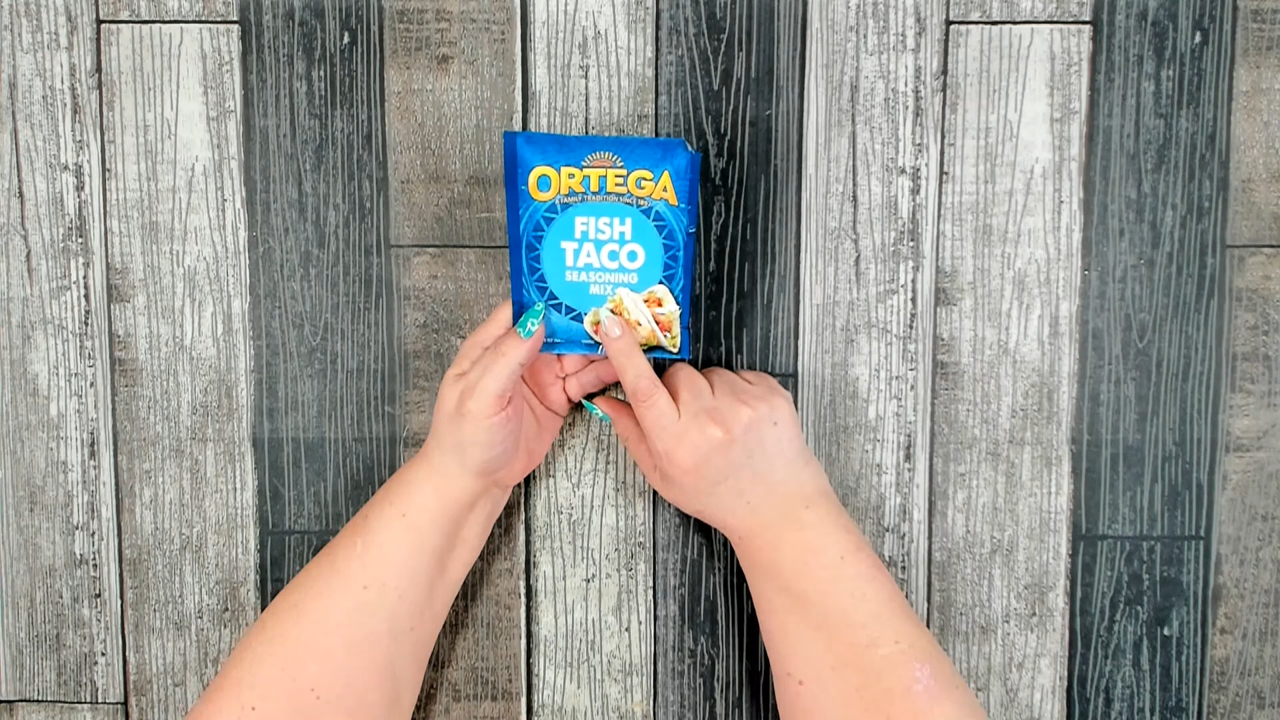 ORTEGA
A FAMILY TRADITION SINCE 1897
FISH
TACO
SEASONING
MIX